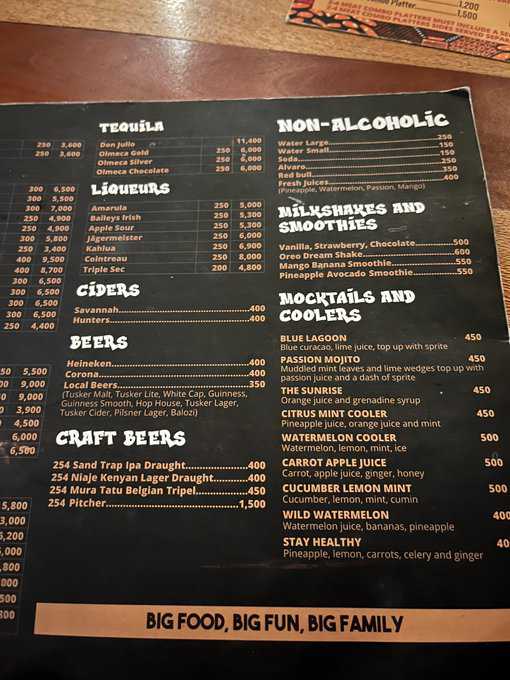 bo Platter
1,200
1,500
2-4 MEAT COMBO PLATTERS MUST INCLUDE A
MEAT COMBO PLATTERS SIDES SERVED
250 3,600
250 3,600
300 6,500
300 5,500
300 7,000
250 4,900
250 4,900
300 5,800
250 3,400
400 9,500
400 8,700
300 6,500
300 6,500
300 6,500
250 4,400
50 5,500
9,000
9,000
3,900
4,500
6,000
6,500
5,800
3,000
6,200
5,000
,800
,000
,500
,800
TEQUILA
Don Julio 11,400
Olmeca Gold 250 6,000
Olmeca Silver 250 6,000
Olmeca Chocolate 250 6,000
LIQUEURS
Amarula 250 5,000
Baileys Irish 250 5,300
Apple Sour 250 5,300
Jägermeister 250 6,000
Kahlua 250 6,900
Cointreau 250 8,000
Triple Sec 200 4,800
CIDERS
Savannah 400
Hunters 400
BEERS
Heineken 400
Corona 400
Local Beers 350
(Tusker Malt, Tusker Lite, White Cap, Guinness,
Guinness Smooth, Hop House, Tusker Lager,
Tusker Cider, Pilsner Lager, Balozi)
CRAFT BEERS
254 Sand Trap Ipa Draught 400
254 Niaje Kenyan Lager Draught 400
254 Mura Tatu Belgian Tripel 450
254 Pitcher 1,500
NON-ALCOHOLIC
Water Large 250
Water Small 150
Soda 150
Alvaro 250
Red bull 350
Fresh Juices 400
(Pineapple, Watermelon, Passion, Mango)
MILKSHAKES AND
SMOOTHIES
Vanilla, Strawberry, Chocolate 500
Oreo Dream Shake 600
Mango Banana Smoothie 550
Pineapple Avocado Smoothie 550
MOCKTAILS AND
COOLERS
BLUE LAGOON 450
Blue curacao, lime juice, top up with sprite
PASSION MOJITO 450
Muddled mint leaves and lime wedges top up with
passion juice and a dash of sprite
THE SUNRISE 450
Orange juice and grenadine syrup
CITRUS MINT COOLER 450
Pineapple juice, orange juice and mint
WATERMELON COOLER 500
Watermelon, lemon, mint, ice
CARROT APPLE JUICE 500
Carrot, apple juice, ginger, honey
CUCUMBER LEMON MINT 500
Cucumber, lemon, mint, cumin
WILD WATERMELON 400
Watermelon juice, bananas, pineapple
STAY HEALTHY 40
Pineapple, lemon, carrots, celery and ginger
BIG FOOD, BIG FUN, BIG FAMILY